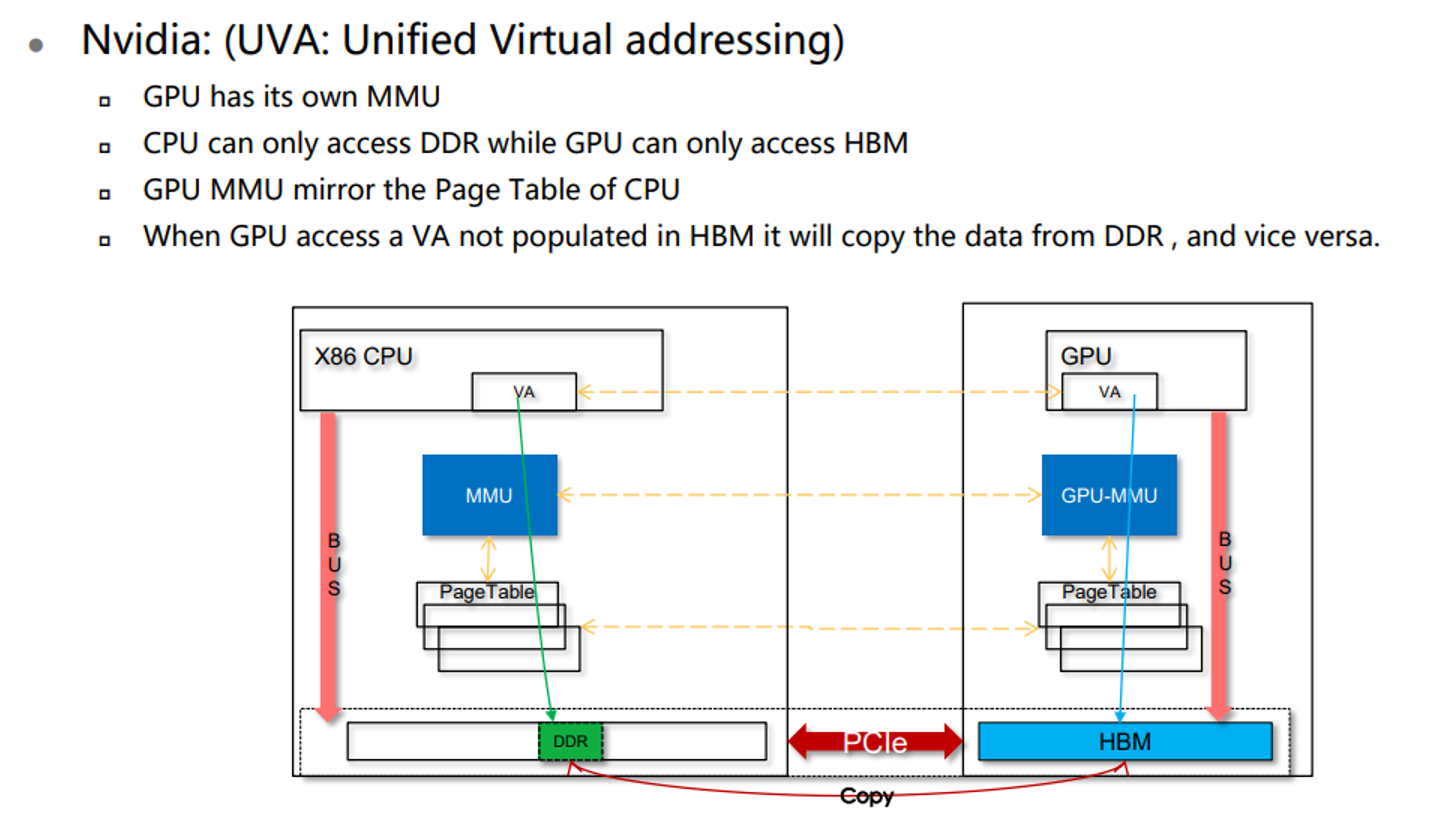 Nvidia: (UVA: Unified Virtual addressing)
GPU has its own MMU
CPU can only access DDR while GPU can only access HBM
GPU MMU mirror the Page Table of CPU
When GPU access a VA not populated in HBM it will copy the data from DDR , and vice versa.
X86 CPU
VA
GPU
VA
MMU
GPU-MMU
BUS
BUS
PageTable
PageTable
DDR
PCIe
HBM
Copy